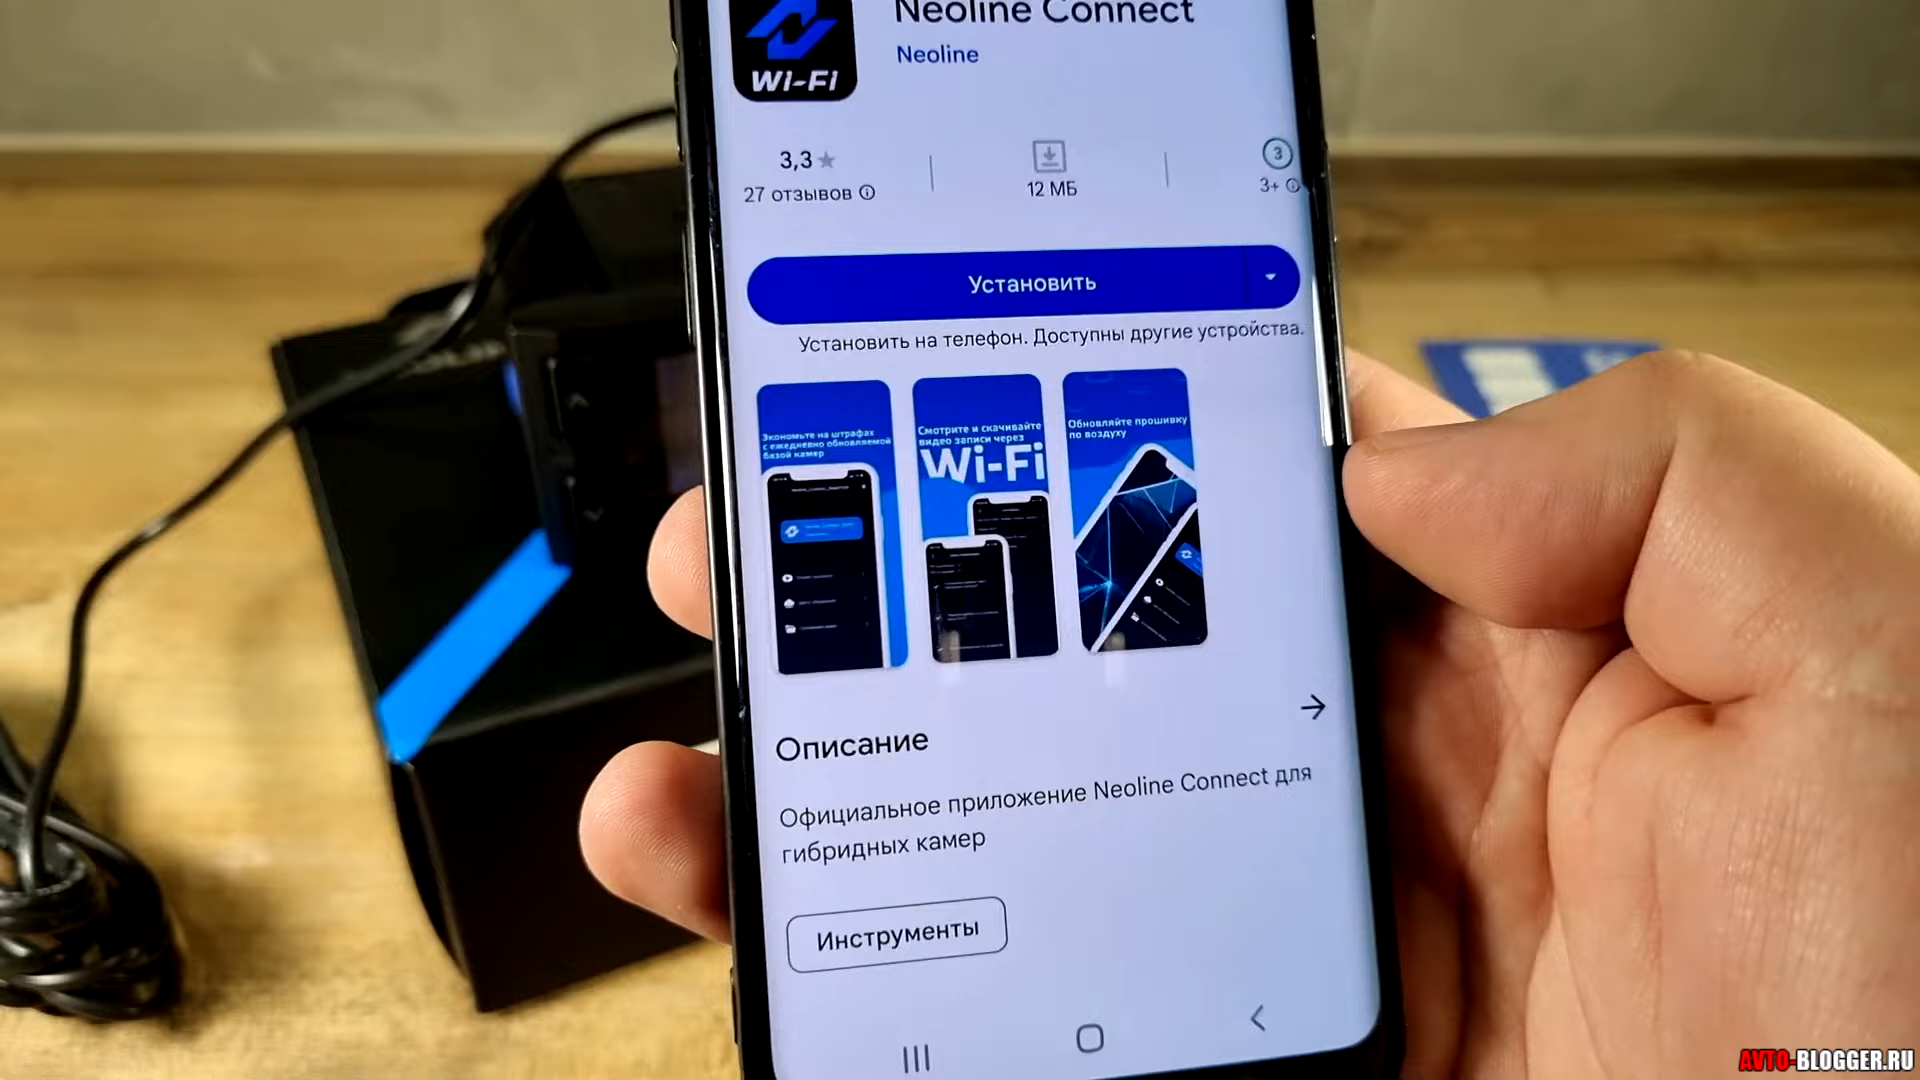 Neoline Connect
Neoline
Wi-Fi
3,3 ★
27 отзывов
12 МБ
3
3+
Установить
Установить на телефон. Доступны другие устройства.
Экономьте на штрафах
с ежедневно обновляемой
базой камер
Смотрите и скачивайте
видео записи через
Wi-Fi
Обновляйте прошивку
по воздуху
Описание
Официальное приложение Neoline Connect для
гибридных камер
Инструменты
AVTO-BLOGGER.RU